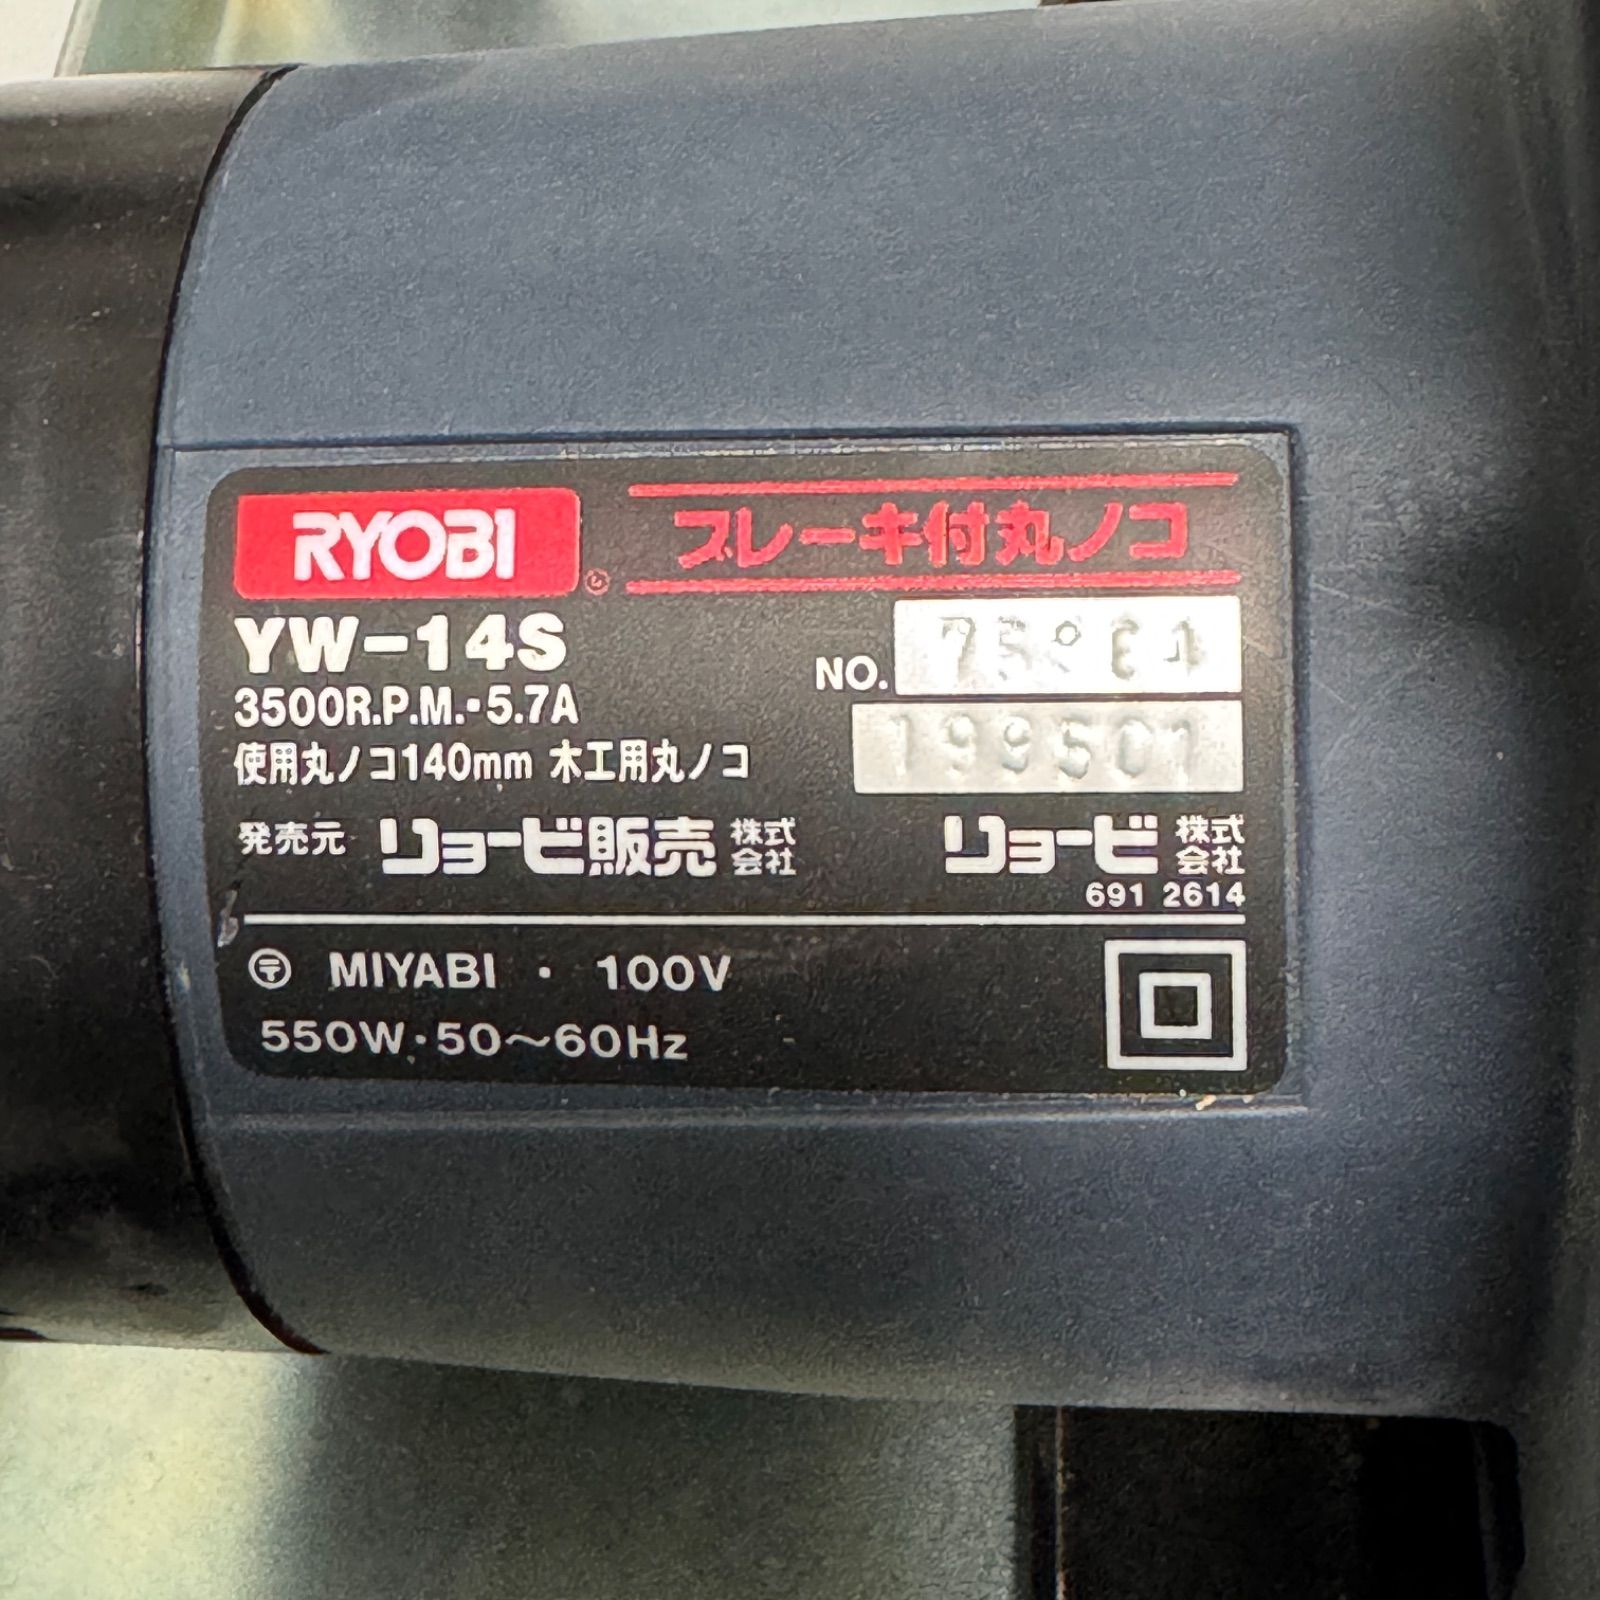 RYOBI
ブレーキ付丸ノコ
YW-14S
3500R.P.M.・5.7A
NO.
使用丸ノコ140mm 木工用丸ノコ
199501
発売元 リョービ販売 株式会社
リョービ 株式会社
691 2614
〒 MIYABI ・ 100V
550W・50〜60Hz